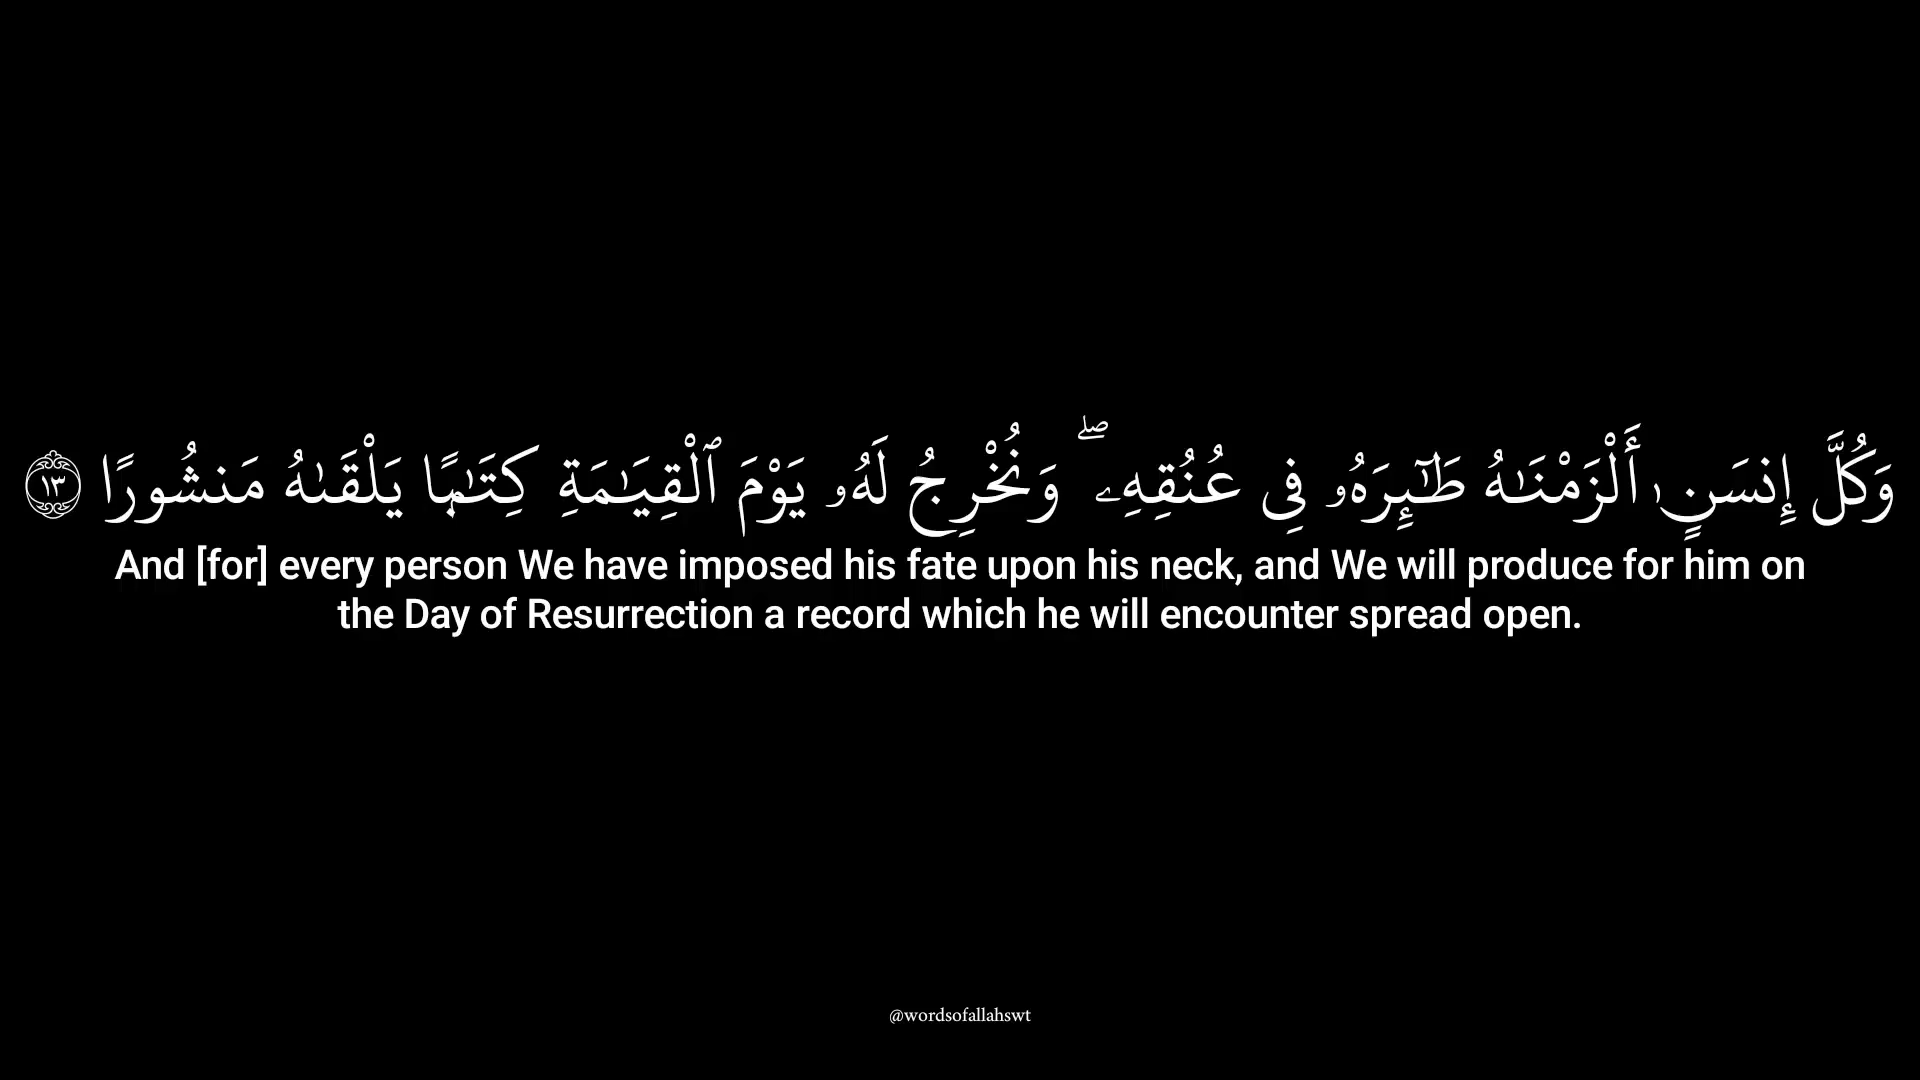 وَكُلَّ إِنسَـٰنٍ أَلْزَمْنَـٰهُ طَـٰٓئِرَهُۥ فِى عُنُقِهِۦ ۖ وَنُخْرِجُ لَهُۥ يَوْمَ ٱلْقِيَـٰمَةِ كِتَـٰبًا يَلْقَىٰهُ مَنشُورًا ١٣
And [for] every person We have imposed his fate upon his neck, and We will produce for him on
the Day of Resurrection a record which he will encounter spread open.
@wordsofallahswt